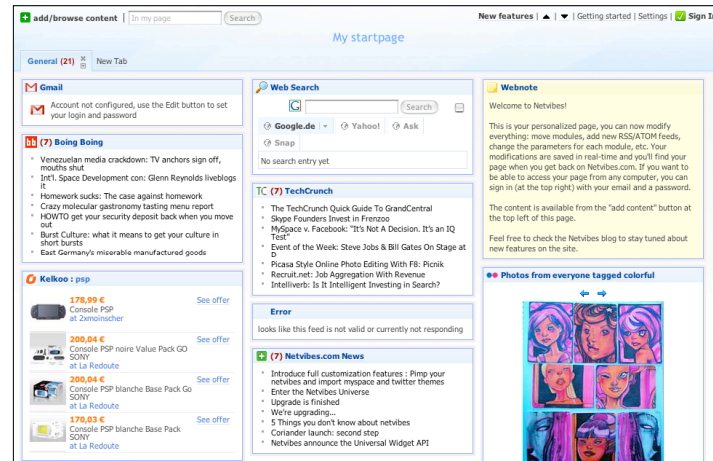 add/browse content | In my page Search
New features | ▲ | ▼ | Getting started | Settings | Sign In
My startpage
General (21) New Tab
Gmail
Account not configured, use the Edit button to set
your login and password
(7) Boing Boing
Venezuelan media crackdown: TV anchors sign off,
mouths shut
Int'l. Space Development con: Glenn Reynolds liveblogs
it
Homework sucks: The case against homework
Crazy molecular gastronomy tasting menu report
HOWTO get your security deposit back when you move
out
Burst Culture: what it means to get your culture in
short bursts
East Germany's miserable manufactured goods
Kelkoo : psp
178,99 € See offer
Console PSP
at 2xmoinscher
200,04 € See offer
Console PSP noire Value Pack GO
SONY
at La Redoute
200,04 € See offer
Console PSP blanche Base Pack Go
SONY
at La Redoute
170,03 € See offer
Console PSP blanche Base Pack
SONY
at La Redoute
Web Search
G Search
Google.de Yahoo! Ask
Snap
No search entry yet
TC (7) TechCrunch
The TechCrunch Quick Guide To GrandCentral
Skype Founders Invest in Frenzoo
MySpace v. Facebook: "It's Not A Decision. It's an IQ
Test"
Event of the Week: Steve Jobs & Bill Gates On Stage at
D
Picasa Style Online Photo Editing With F8: Picnik
Recruit.net: Job Aggregation With Revenue
Intelliverb: Is It Intelligent Investing in Search?
Error
looks like this feed is not valid or currently not responding
(7) Netvibes.com News
Introduce full customization features : Pimp your
netvibes and import myspace and twitter themes
Enter the Netvibes Universe
Upgrade is finished
We're upgrading...
5 Things you don't know about netvibes
Coriander launch: second step
Netvibes announce the Universal Widget API
Webnote
Welcome to Netvibes!
This is your personalized page, you can now modify
everything: move modules, add new RSS/ATOM feeds,
change the parameters for each module, etc. Your
modifications are saved in real-time and you'll find your
page when you get back on Netvibes.com. If you want to
be able to access your page from any computer, you can
sign in (at the top right) with your email and a password.
The content is available from the "add content" button at
the top left of this page.
Feel free to check the Netvibes blog to stay tuned about
new features on the site.
Photos from everyone tagged colorful